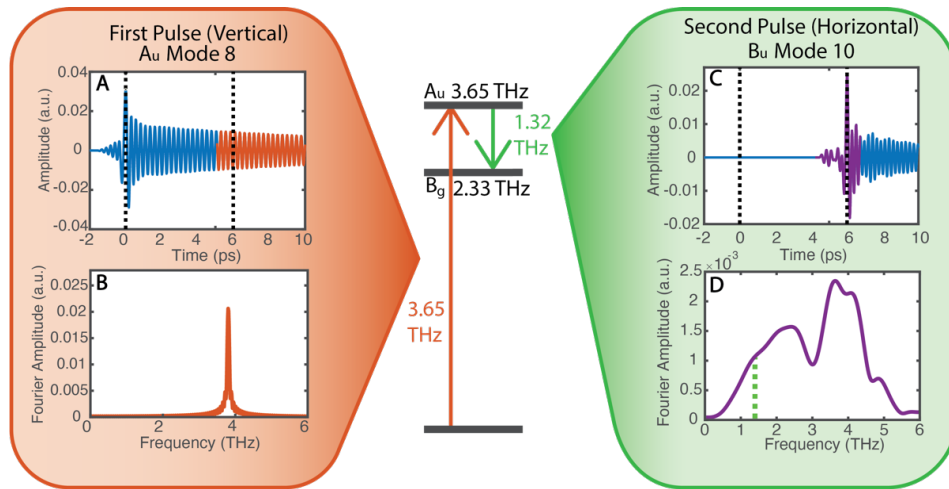 First Pulse (Vertical)
Au Mode 8
A
0.04
0.02
0
-0.02
-0.04
Amplitude (a.u.)
-2 0 2 4 6 8 10
Time (ps)
B
0.025
0.02
0.015
0.01
0.005
0
Fourier Amplitude (a.u.)
0 2 4 6
Frequency (THz)
Au 3.65 THz
1.32
THz
Bg 2.33 THz
3.65
THz
Second Pulse (Horizontal)
Bu Mode 10
C
0.02
0.01
0
-0.01
-0.02
Amplitude (a.u.)
-2 0 2 4 6 8 10
Time (ps)
×10⁻³
D
2.5
2
1.5
1
0.5
0
Fourier Amplitude (a.u.)
0 1 2 3 4 5 6
Frequency (THz)